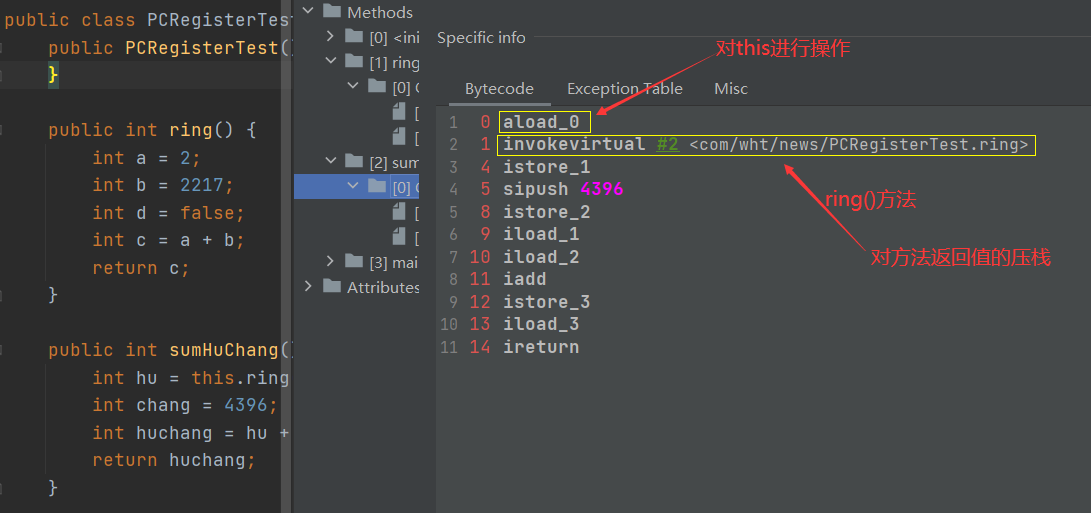 public class PCRegisterTes
public PCRegisterTest()
}
public int ring() {
int a = 2;
int b = 2217;
int d = false;
int c = a + b;
return c;
}
public int sumHuChang()
int hu = this.ring
int chang = 4396;
int huchang = hu +
return huchang;
}
Methods
[0] <ini
[1] ring
[0] C
[
[
[2] sum
[0] C
[
[
[3] mai
Attributes
Specific info
Bytecode Exception Table Misc
1 0 aload_0
2 1 invokevirtual #2 <com/wht/news/PCRegisterTest.ring>
3 4 istore_1
4 5 sipush 4396
5 8 istore_2
6 9 iload_1
7 10 iload_2
8 11 iadd
9 12 istore_3
10 13 iload_3
11 14 ireturn
对this进行操作
ring()方法
对方法返回值的压栈